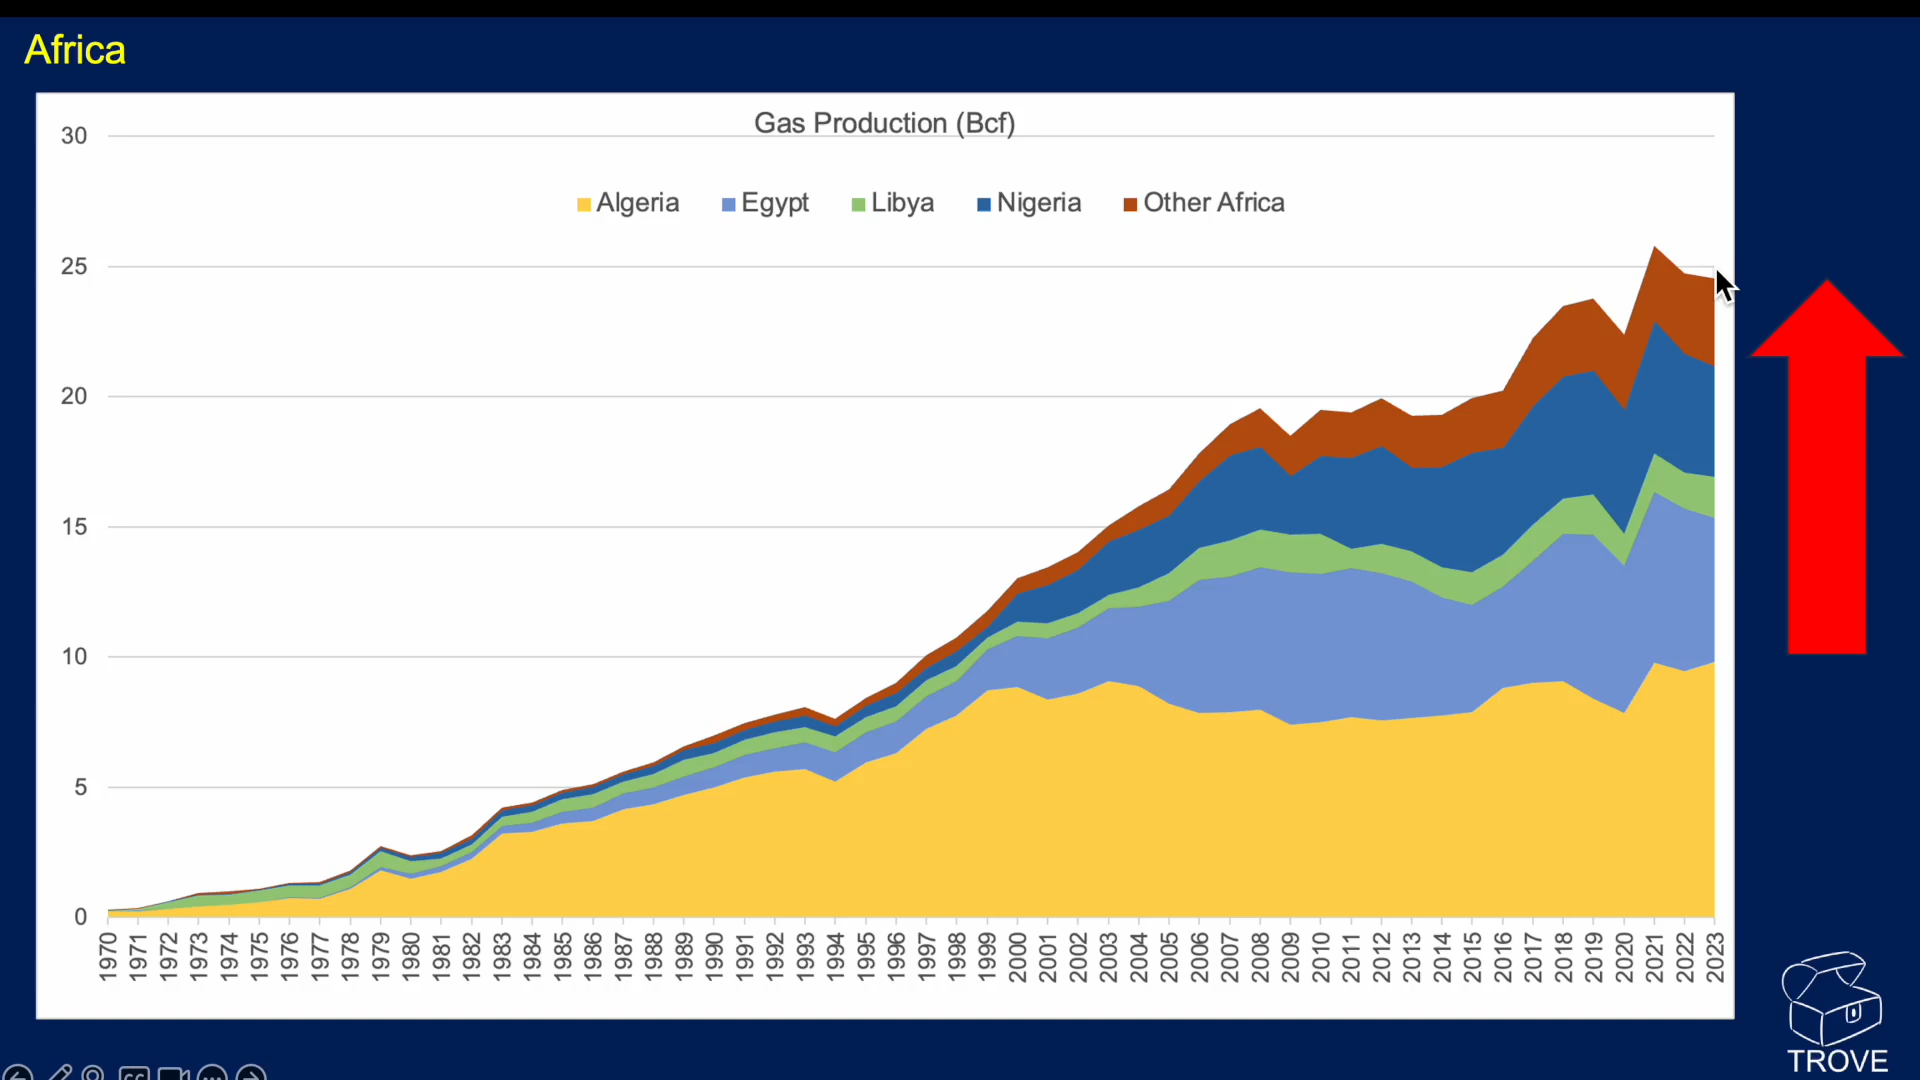 Africa
Gas Production (Bcf)
30
Algeria Egypt Libya Nigeria Other Africa
25
20
15
10
5
0
1970 1971 1972 1973 1974 1975 1976 1977 1978 1979 1980 1981 1982 1983 1984 1985 1986 1987 1988 1989 1990 1991 1992 1993 1994 1995 1996 1997 1998 1999 2000 2001 2002 2003 2004 2005 2006 2007 2008 2009 2010 2011 2012 2013 2014 2015 2016 2017 2018 2019 2020 2021 2022 2023
TROVE
CC